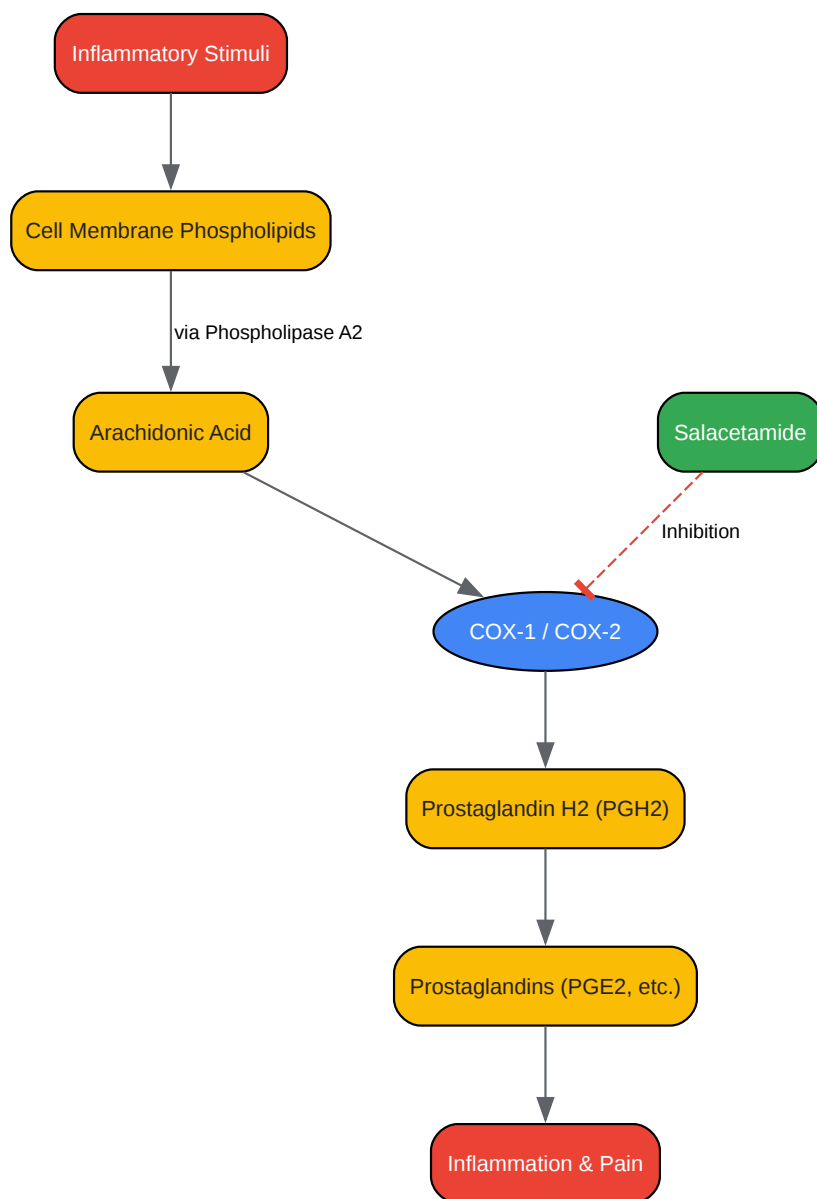 Inflammatory Stimuli
Cell Membrane Phospholipids
via Phospholipase A2
Arachidonic Acid
Salacetamide
Inhibition
COX-1 / COX-2
Prostaglandin H2 (PGH2)
Prostaglandins (PGE2, etc.)
Inflammation & Pain